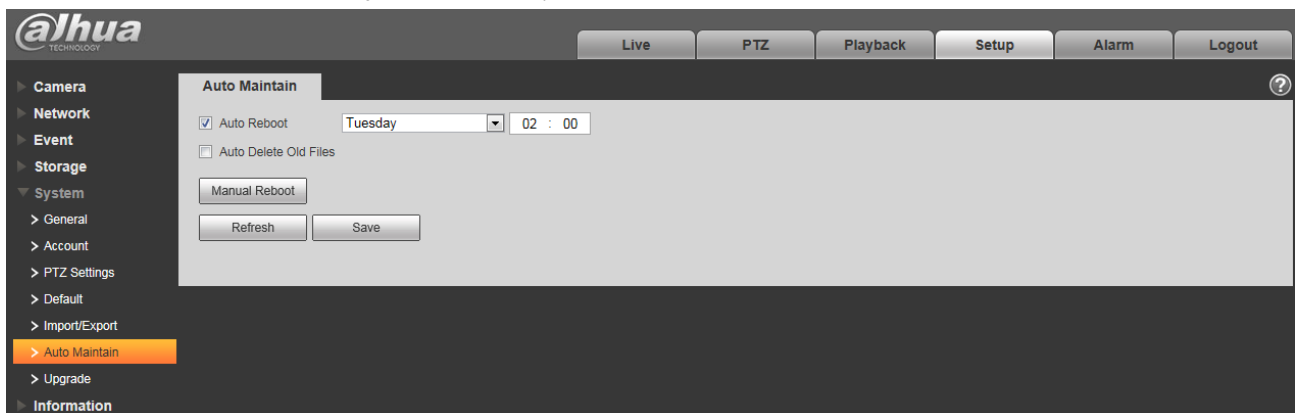 alhua
TECHNOLOGY
Live PTZ Playback Setup Alarm Logout
Camera
Network
Event
Storage
System
> General
> Account
> PTZ Settings
> Default
> Import/Export
> Auto Maintain
> Upgrade
Information
Auto Maintain
?
Auto Reboot Tuesday 02 : 00
Auto Delete Old Files
Manual Reboot
Refresh Save